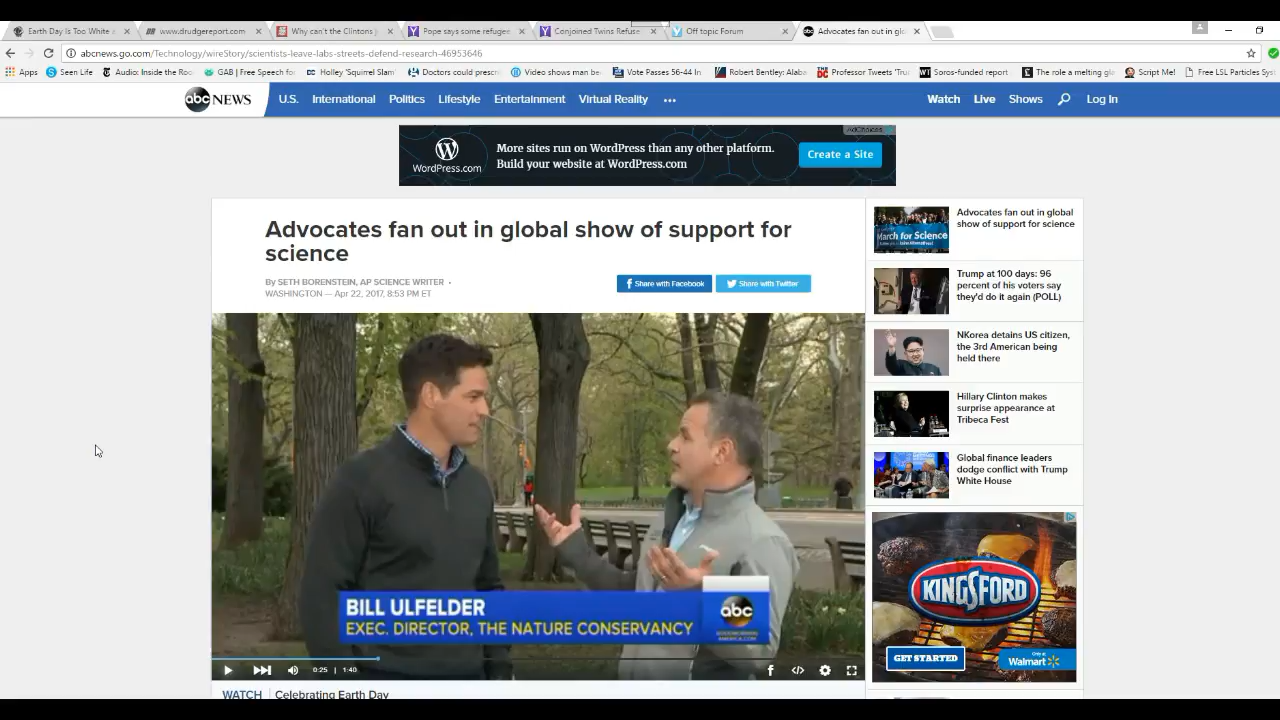 Earth Day Is Too White a
www.drudgereport.com
Why can't the Clintons j
Pope says some refugee
Conjoined Twins Refuse
Off topic Forum
Advocates fan out in glo
abcnews.go.com/Technology/wireStory/scientists-leave-labs-streets-defend-research-46953646
Apps
Seen Life
Audio: Inside the Roo
GAB | Free Speech fo
Holley 'Squirrel Slam'
Doctors could prescr
Video shows man be
Vote Passes 56-44 In
Robert Bentley: Alaba
Professor Tweets 'Tru
Soros-funded report
The role a melting gl
Script Me!
Free LSL Particles Sys
abc NEWS
U.S.
International
Politics
Lifestyle
Entertainment
Virtual Reality
Watch
Live
Shows
Log In
AdChoices
WordPress.com
More sites run on WordPress than any other platform.
Build your website at WordPress.com
Create a Site
Advocates fan out in global show of support for
science
By SETH BORENSTEIN, AP SCIENCE WRITER
WASHINGTON — Apr 22, 2017, 8:53 PM ET
Share with Facebook
Share with Twitter
BILL ULFELDER
EXEC. DIRECTOR, THE NATURE CONSERVANCY
abc
0:25 | 1:40
WATCH | Celebrating Earth Day
March for Science
Advocates fan out in global
show of support for science
Trump at 100 days: 96
percent of his voters say
they'd do it again (POLL)
NKorea detains US citizen,
the 3rd American being
held there
Hillary Clinton makes
surprise appearance at
Tribeca Fest
Global finance leaders
dodge conflict with Trump
White House
KINGSFORD
GET STARTED
Only at
Walmart